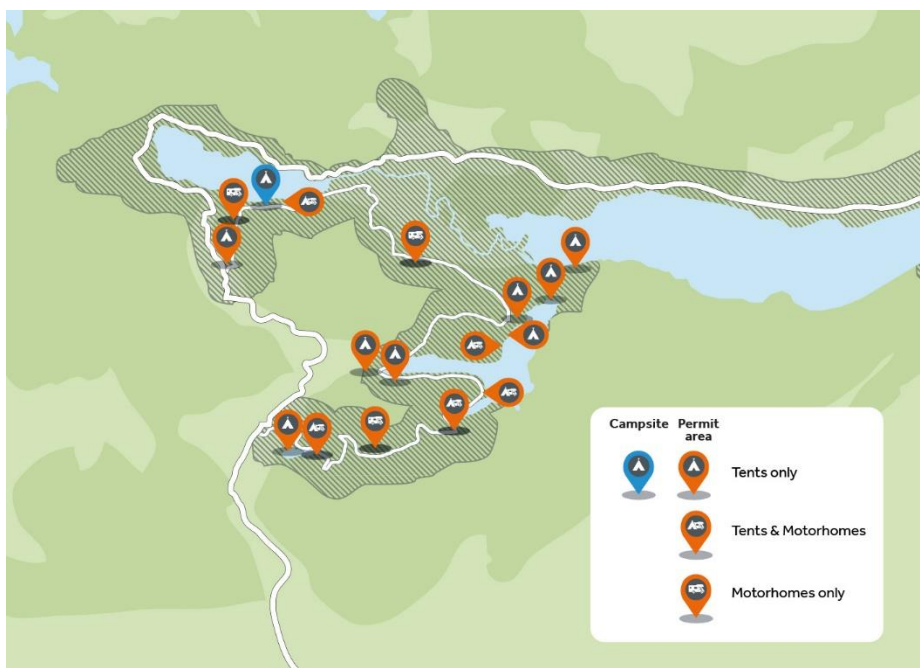 Campsite Permit area
Tents only
Tents & Motorhomes
Motorhomes only